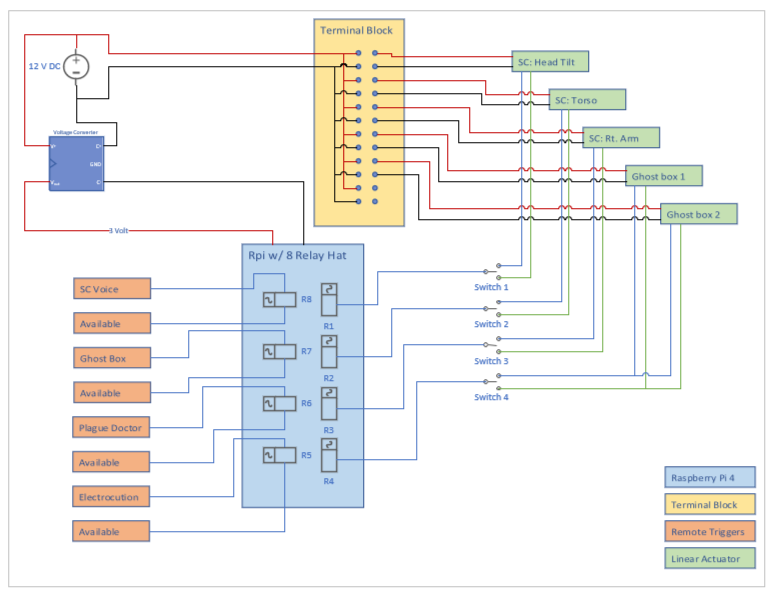 Terminal Block
12 V DC
SC: Head Tilt
SC: Torso
Voltage Converter
SC: Rt. Arm
GND
Ghost box 1
Ghost box 2
3 Volt
Rpi w/ 8 Relay Hat
SC Voice
R8
R1
Switch 1
Available
Switch 2
Ghost Box
R7
R2
Switch 3
Available
R6
Switch 4
Plague Doctor
R3
Available
R5
R4
Electrocution
Available
Raspberry Pi 4
Terminal Block
Remote Triggers
Linear Actuator